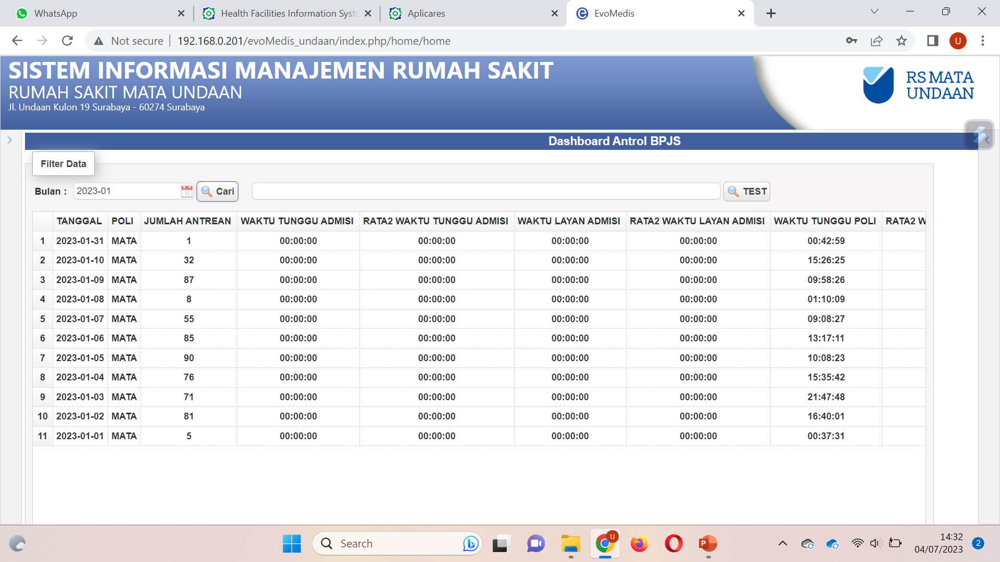 WhatsApp
Health Facilities Information Syste
Aplicares
EvoMedis
Not secure
192.168.0.201/evoMedis_undaan/index.php/home/home
U
SISTEM INFORMASI MANAJEMEN RUMAH SAKIT
RUMAH SAKIT MATA UNDAAN
Jl. Undaan Kulon 19 Surabaya - 60274 Surabaya
RS MATA
UNDAAN
Dashboard Antrol BPJS
Filter Data
Bulan : 2023-01 Cari TEST
TANGGAL POLI JUMLAH ANTREAN WAKTU TUNGGU ADMISI RATA2 WAKTU TUNGGU ADMISI WAKTU LAYAN ADMISI RATA2 WAKTU LAYAN ADMISI WAKTU TUNGGU POLI RATA2 W
1 2023-01-31 MATA 1 00:00:00 00:00:00 00:00:00 00:00:00 00:42:59
2 2023-01-10 MATA 32 00:00:00 00:00:00 00:00:00 00:00:00 15:26:25
3 2023-01-09 MATA 87 00:00:00 00:00:00 00:00:00 00:00:00 09:58:26
4 2023-01-08 MATA 8 00:00:00 00:00:00 00:00:00 00:00:00 01:10:09
5 2023-01-07 MATA 55 00:00:00 00:00:00 00:00:00 00:00:00 09:08:27
6 2023-01-06 MATA 85 00:00:00 00:00:00 00:00:00 00:00:00 13:17:11
7 2023-01-05 MATA 90 00:00:00 00:00:00 00:00:00 00:00:00 10:08:23
8 2023-01-04 MATA 76 00:00:00 00:00:00 00:00:00 00:00:00 15:35:42
9 2023-01-03 MATA 71 00:00:00 00:00:00 00:00:00 00:00:00 21:47:48
10 2023-01-02 MATA 81 00:00:00 00:00:00 00:00:00 00:00:00 16:40:01
11 2023-01-01 MATA 5 00:00:00 00:00:00 00:00:00 00:00:00 00:37:31
Search
U
P
14:32
04/07/2023
2